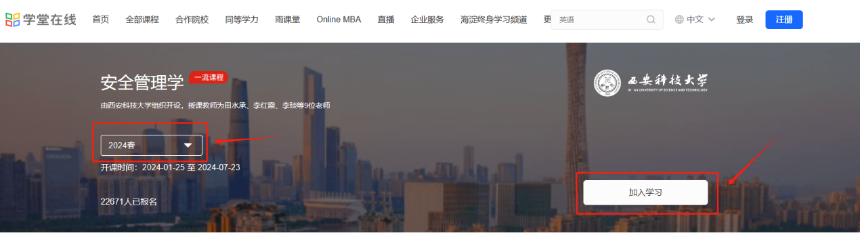 学堂在线 首页 全部课程 合作院校 同等学力 雨课堂 Online MBA 直播 企业服务 海淀终身学习频道 更 英语 中文 登录 注册
安全管理学 一流课程
西安科技大学
由西安科技大学组织开设，授课教师为田水承、李红霞、李琰等9位老师
2024春
开课时间：2024-01-25 至 2024-07-23
加入学习
22671人已报名